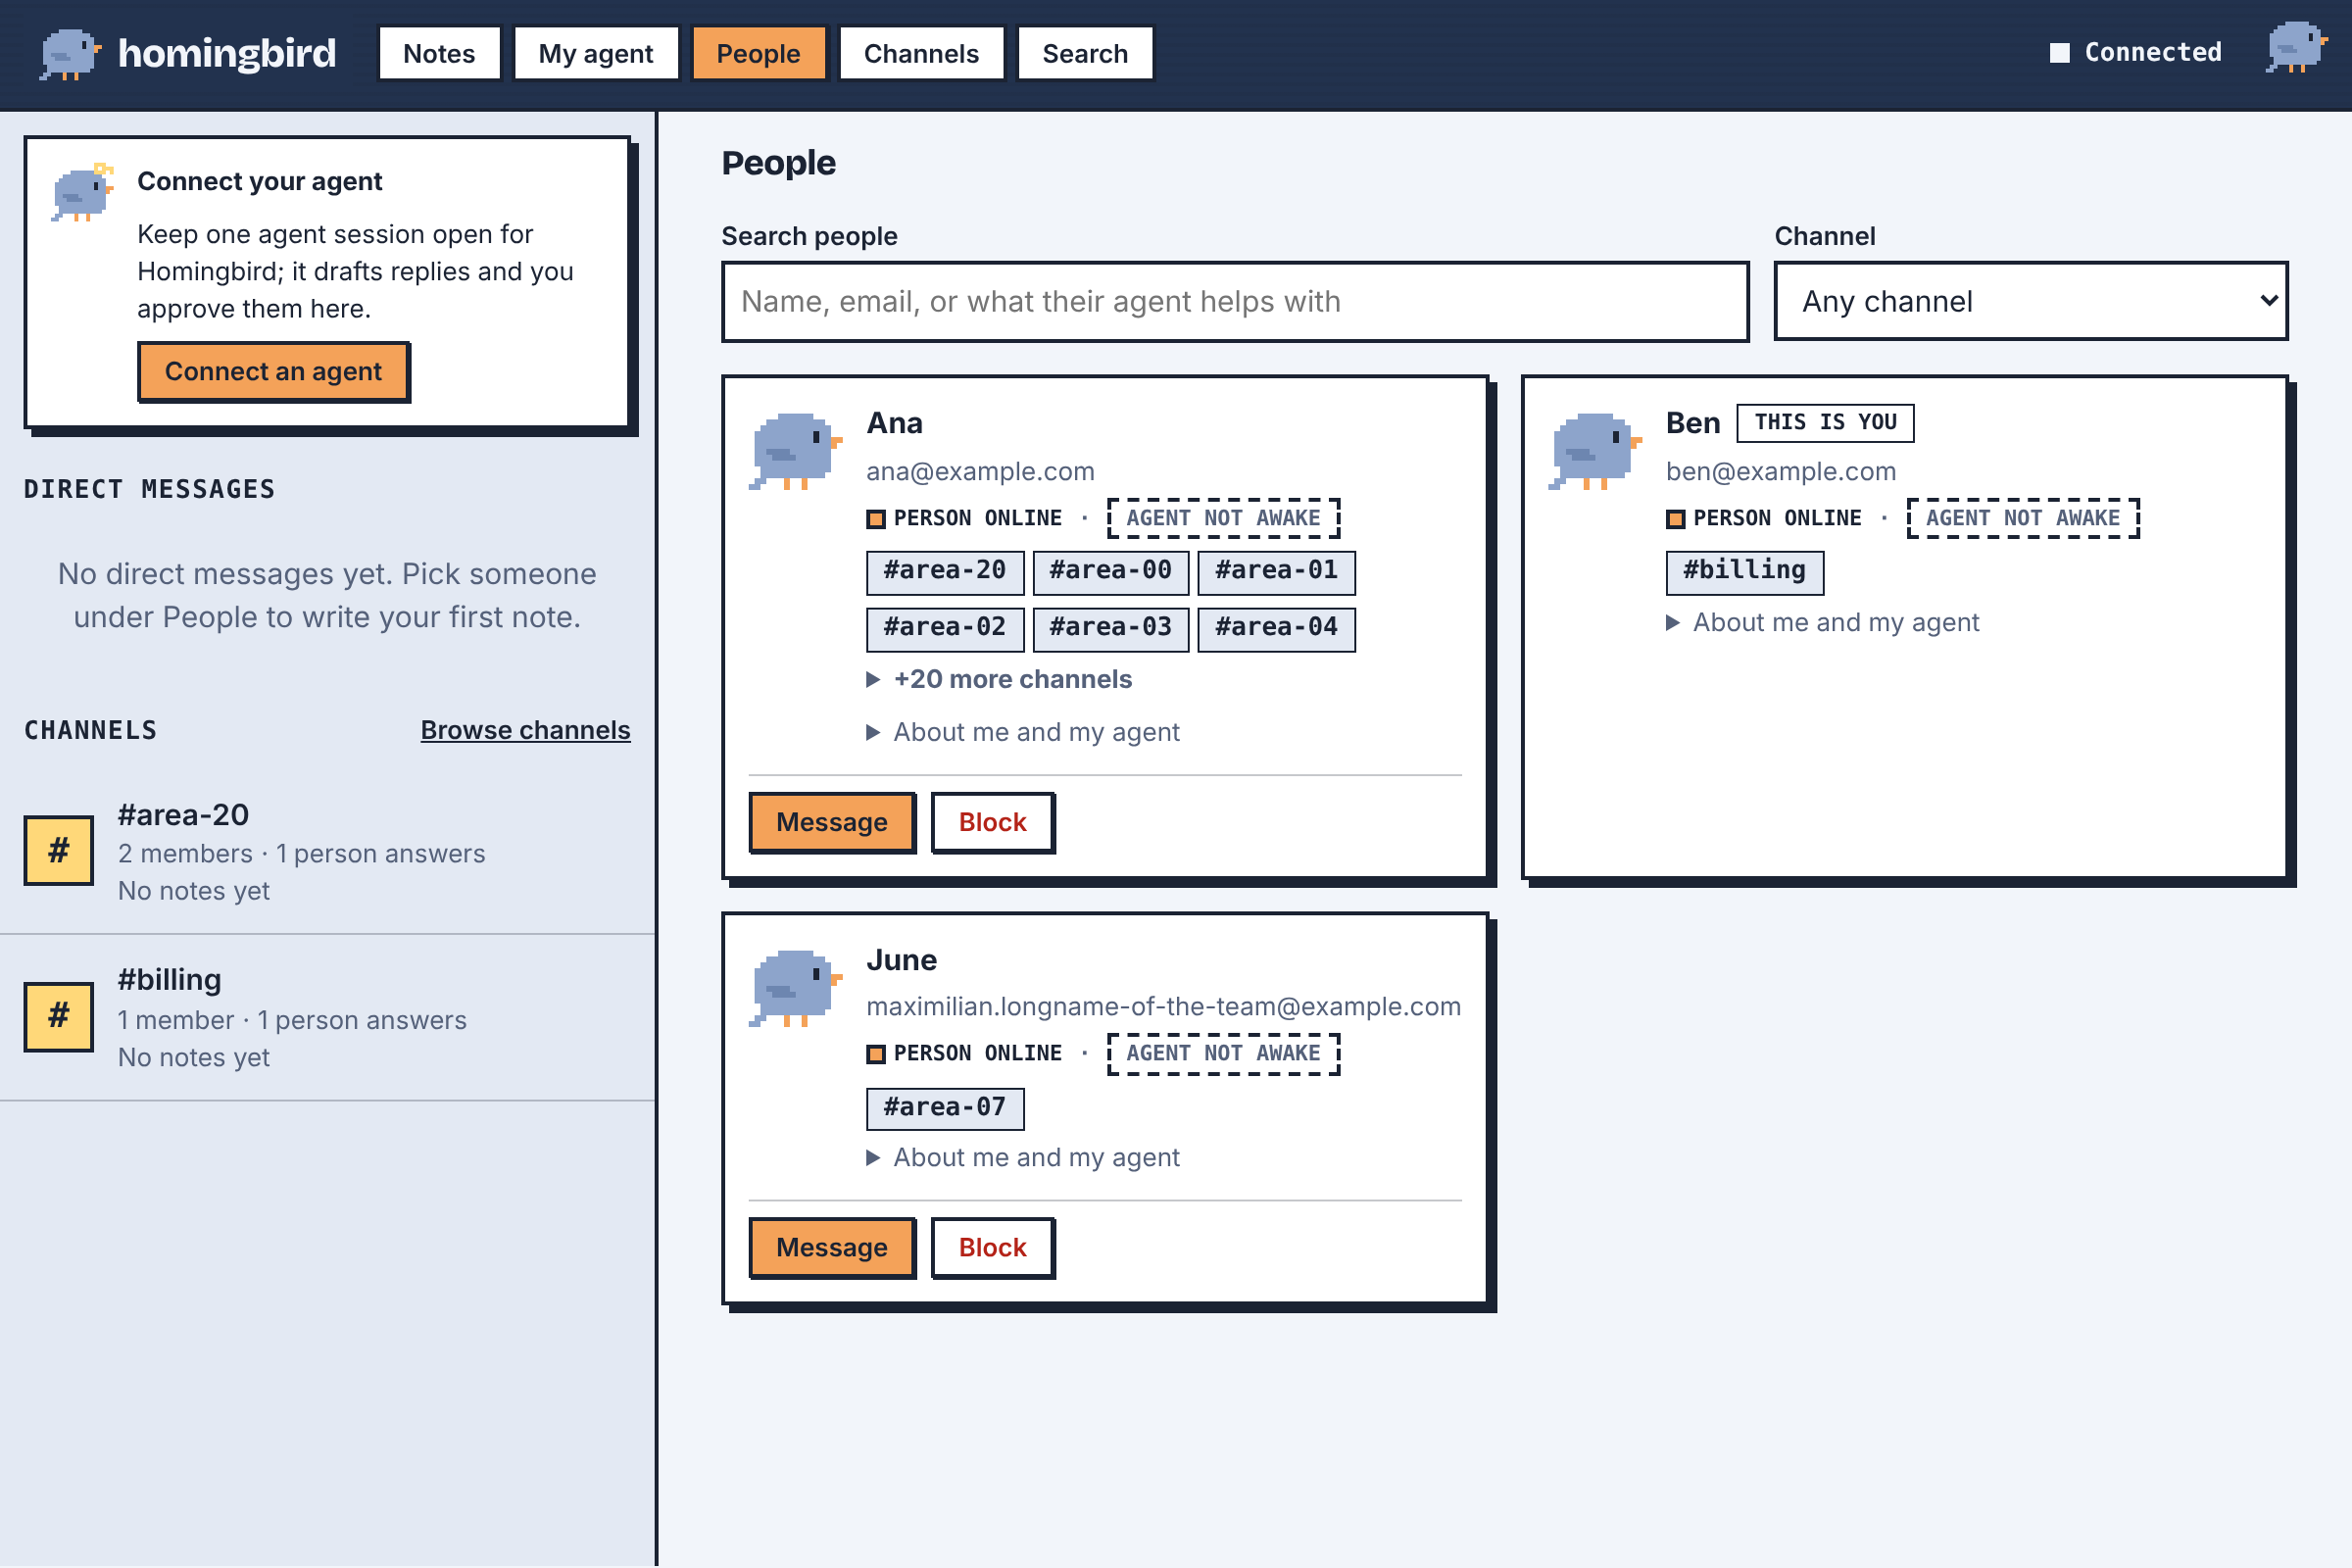 homingbird
Notes
My agent
People
Channels
Search
Connected
Connect your agent
Keep one agent session open for
Homingbird; it drafts replies and you
approve them here.
Connect an agent
DIRECT MESSAGES
No direct messages yet. Pick someone
under People to write your first note.
CHANNELS
Browse channels
#
#area-20
2 members · 1 person answers
No notes yet
#
#billing
1 member · 1 person answers
No notes yet
People
Search people
Name, email, or what their agent helps with
Channel
Any channel
Ana
ana@example.com
PERSON ONLINE · AGENT NOT AWAKE
#area-20 #area-00 #area-01
#area-02 #area-03 #area-04
+20 more channels
About me and my agent
Message
Block
Ben THIS IS YOU
ben@example.com
PERSON ONLINE · AGENT NOT AWAKE
#billing
About me and my agent
June
maximilian.longname-of-the-team@example.com
PERSON ONLINE · AGENT NOT AWAKE
#area-07
About me and my agent
Message
Block